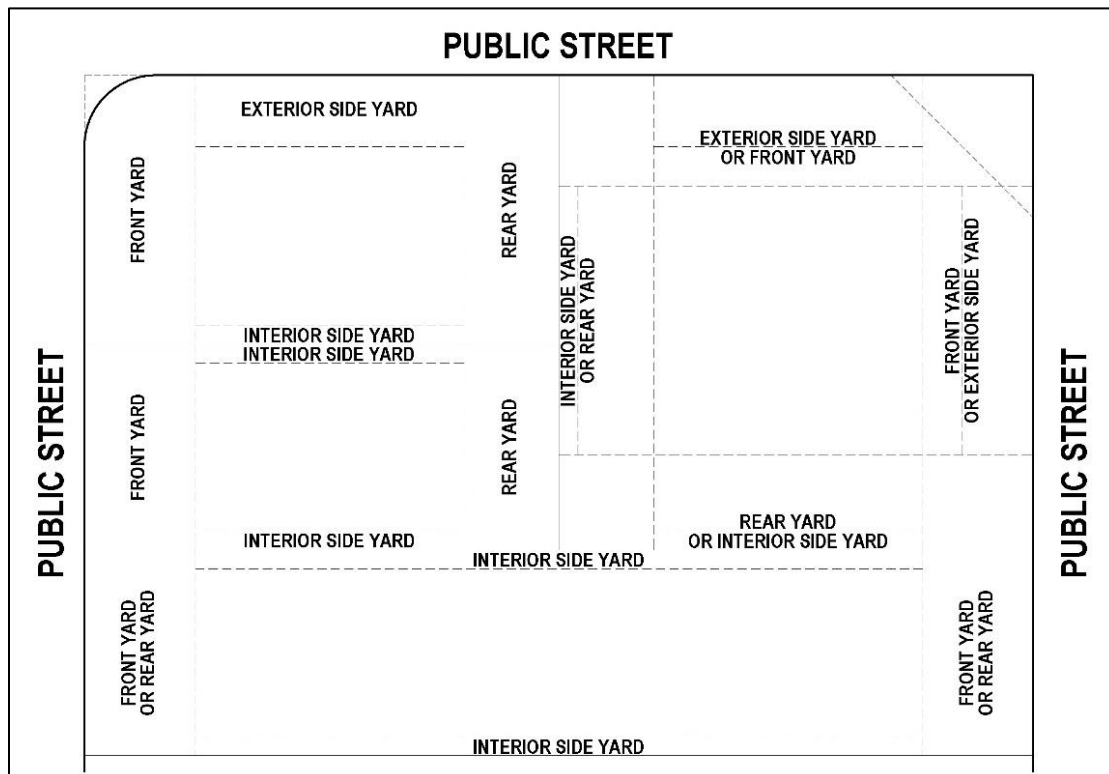 PUBLIC STREET
EXTERIOR SIDE YARD
EXTERIOR SIDE YARD
OR FRONT YARD
FRONT YARD
REAR YARD
INTERIOR SIDE YARD
OR REAR YARD
FRONT YARD
OR EXTERIOR SIDE YARD
INTERIOR SIDE YARD
INTERIOR SIDE YARD
PUBLIC STREET
FRONT YARD
REAR YARD
PUBLIC STREET
INTERIOR SIDE YARD
REAR YARD
OR INTERIOR SIDE YARD
INTERIOR SIDE YARD
FRONT YARD
OR REAR YARD
FRONT YARD
OR REAR YARD
INTERIOR SIDE YARD